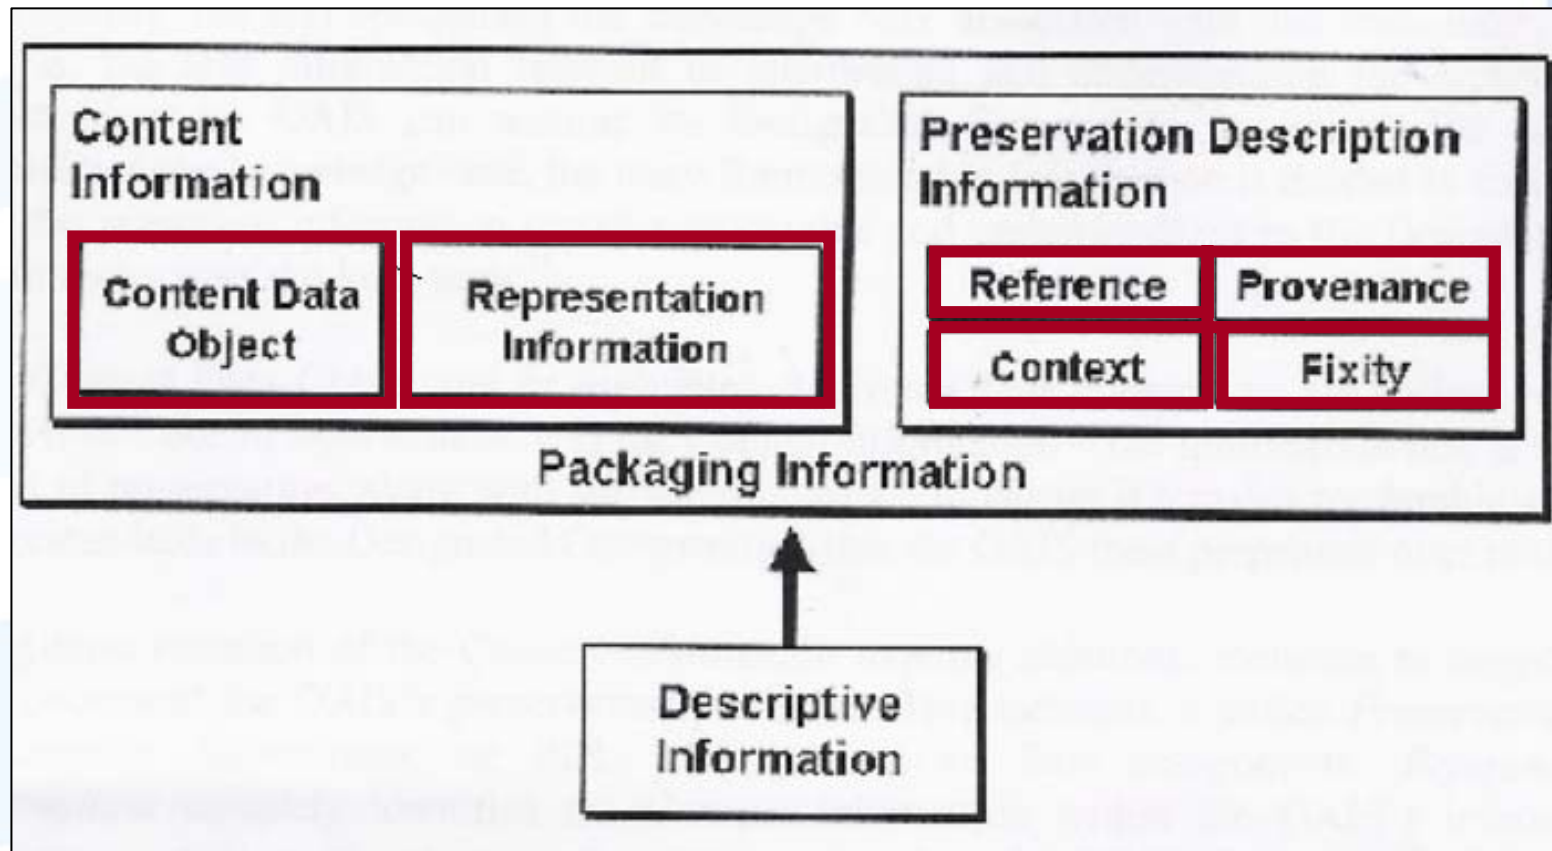 Content
Information
Content Data
Object
Representation
Information
Preservation Description
Information
Reference
Provenance
Context
Fixity
Packaging Information
Descriptive
Information